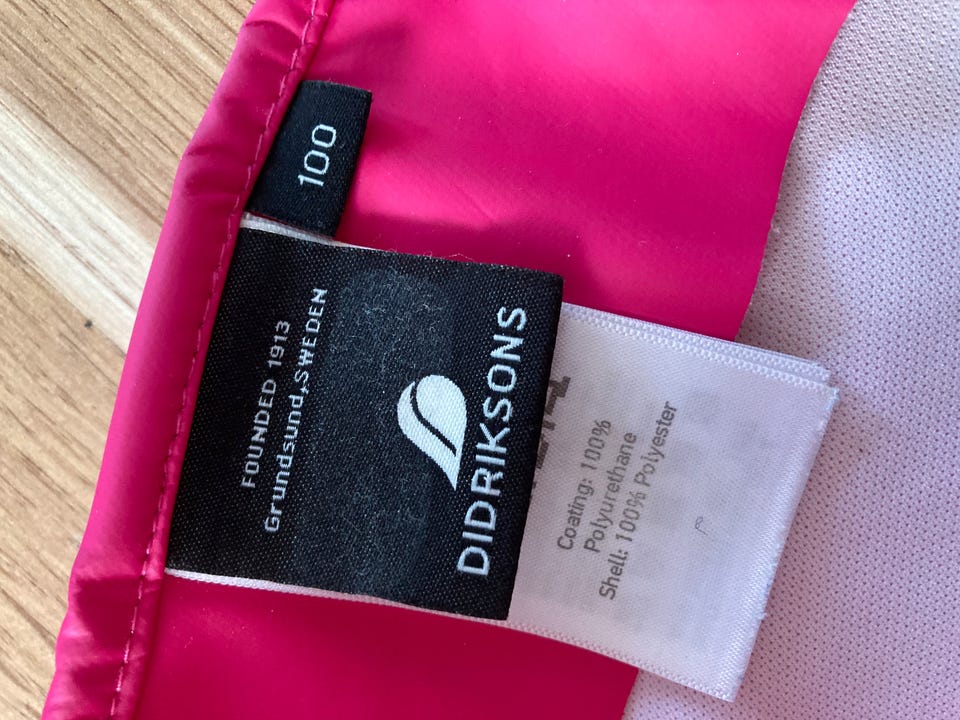 100
FOUNDED 1913
Grundsund, SWEDEN
DIDRIKSONS
Coating: 100%
Polyurethane
Shell: 100% Polyester